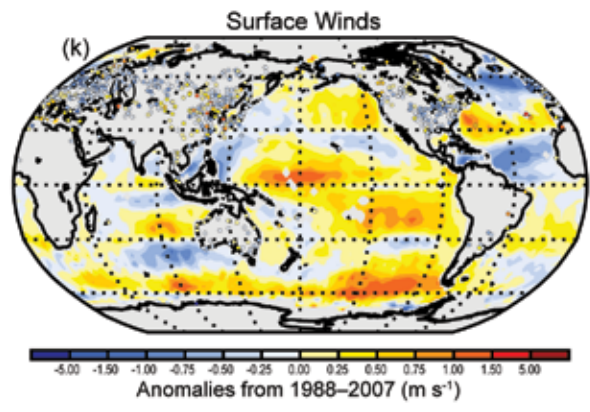 Surface Winds
(k)
-5.00 -1.50 -1.00 -0.75 -0.50 -0.25 0.00 0.25 0.50 0.75 1.00 1.50 5.00
Anomalies from 1988–2007 (m s-1)